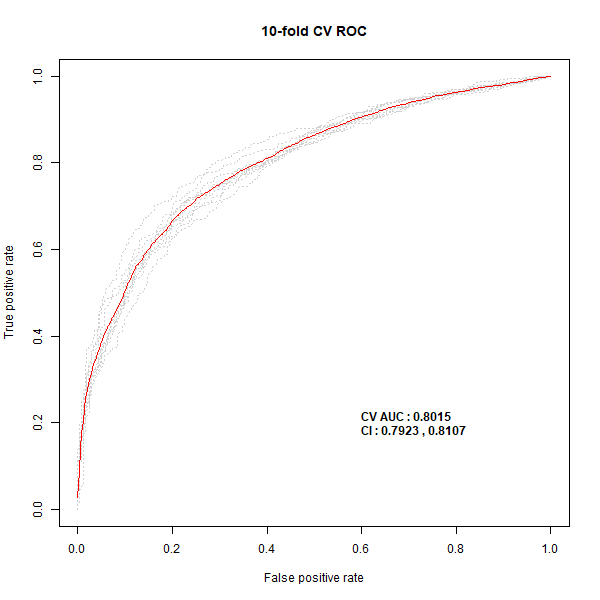 10-fold CV ROC
1.0
0.8
0.6
0.4
0.2
0.0
True positive rate
CV AUC : 0.8015
CI : 0.7923 , 0.8107
0.0 0.2 0.4 0.6 0.8 1.0
False positive rate